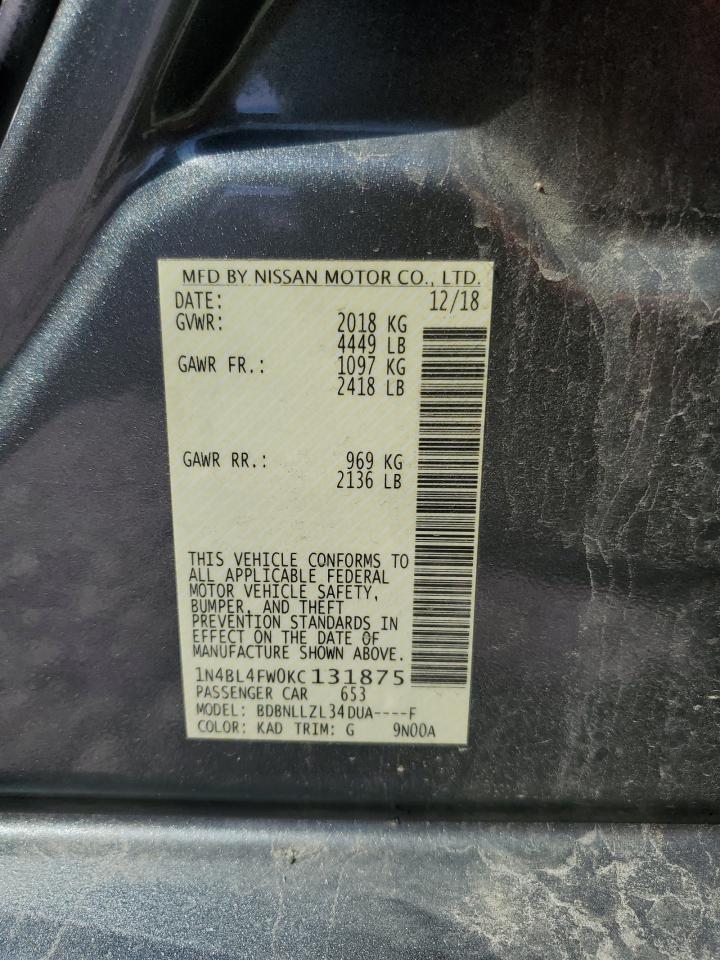 MFD BY NISSAN MOTOR CO., LTD.
DATE: 12/18
GVWR: 2018 KG
4449 LB
GAWR FR.: 1097 KG
2418 LB
GAWR RR.: 969 KG
2136 LB
THIS VEHICLE CONFORMS TO
ALL APPLICABLE FEDERAL
MOTOR VEHICLE SAFETY,
BUMPER, AND THEFT
PREVENTION STANDARDS IN
EFFECT ON THE DATE OF
MANUFACTURE SHOWN ABOVE.
1N4BL4FW0KC131875
PASSENGER CAR 653
MODEL: BDBNLLZL34DUA----F
COLOR: KAD TRIM: G 9N00A